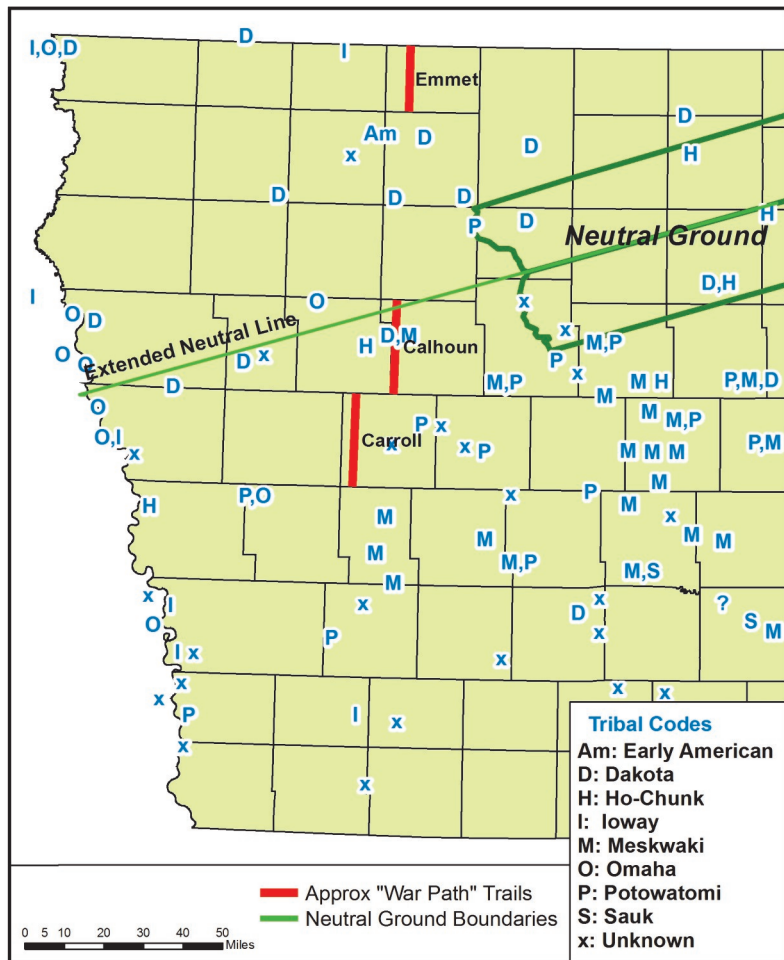 D
I,O,D
I
Emmet
D
Am
D
D
H
x
D
D
D
H
P
D
Neutral Ground
D,H
I
O
x
O
D
x
D,M
M,P
H
Calhoun
O
Extended Neutral Line
x
P
O
D
x
D
M,P
M
H
P,M,D
M
O
M
P
x
M,P
O,I
Carroll
P,M
x
x
x
P
M
M
M
M
P,O
x
P
H
M
M
x
M
M
M
M
M,P
M,S
M
x
I
x
x
?
D
O
S
P
x
M
I
x
x
x
x
x
x
P
I
x
x
x
Tribal Codes
Am: Early American
D: Dakota
H: Ho-Chunk
I: Ioway
M: Meskwaki
O: Omaha
P: Potowatomi
S: Sauk
x: Unknown
Approx "War Path" Trails
Neutral Ground Boundaries
0 5 10 20 30 40 50
Miles